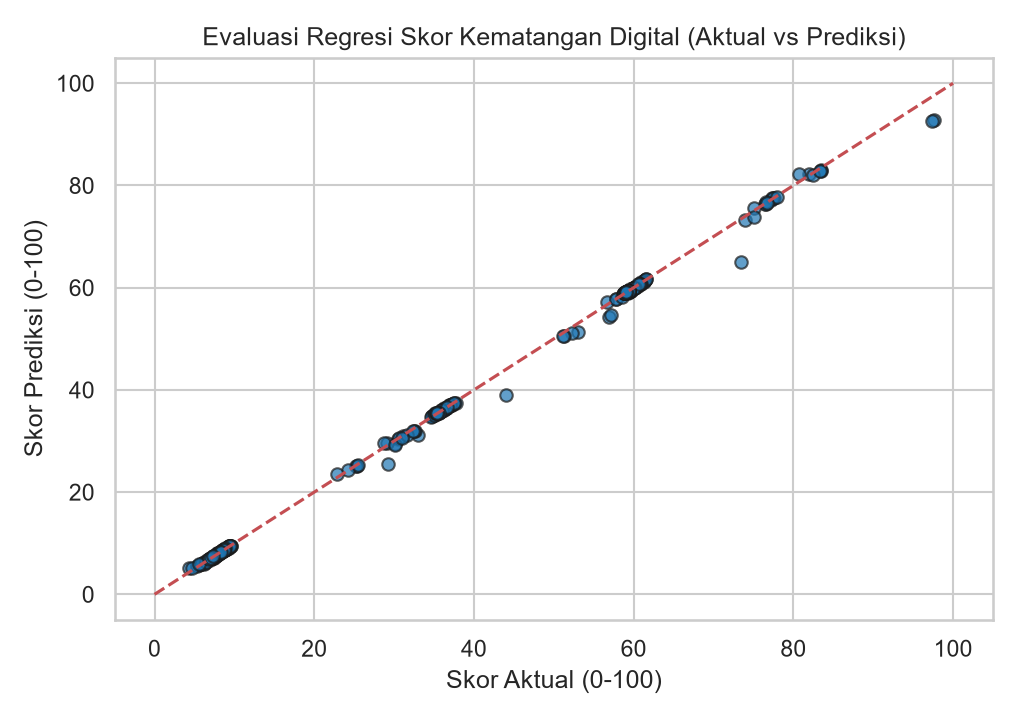 Evaluasi Regresi Skor Kematangan Digital (Aktual vs Prediksi)
100
80
60
40
20
0
Skor Prediksi (0-100)
0 20 40 60 80 100
Skor Aktual (0-100)